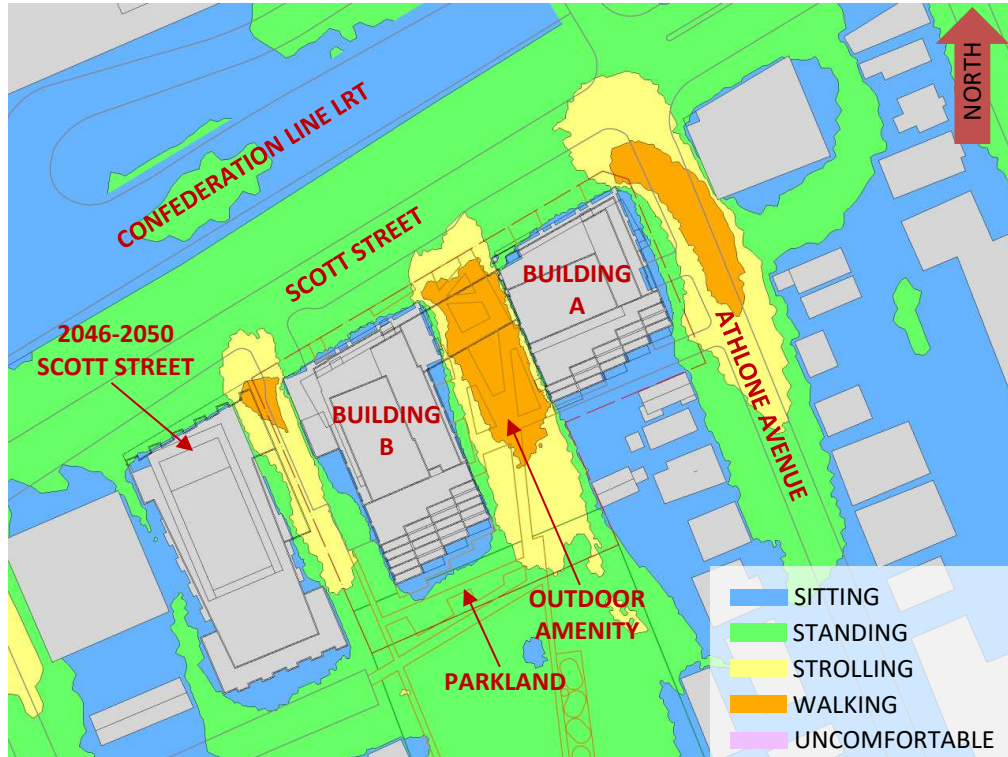 NORTH
CONFEDERATION LINE LRT
SCOTT STREET
BUILDING
A
2046-2050
SCOTT STREET
BUILDING
B
ATHLONE AVENUE
OUTDOOR
AMENITY
PARKLAND
SITTING
STANDING
STROLLING
WALKING
UNCOMFORTABLE